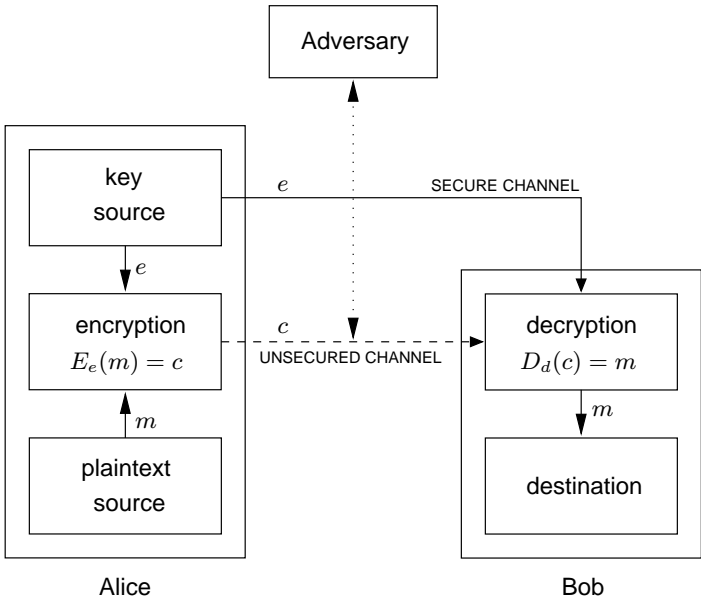 Adversary
key
source
e
SECURE CHANNEL
e
encryption
E_e(m) = c
c
UNSECURED CHANNEL
decryption
D_d(c) = m
m
m
plaintext
source
destination
Alice
Bob